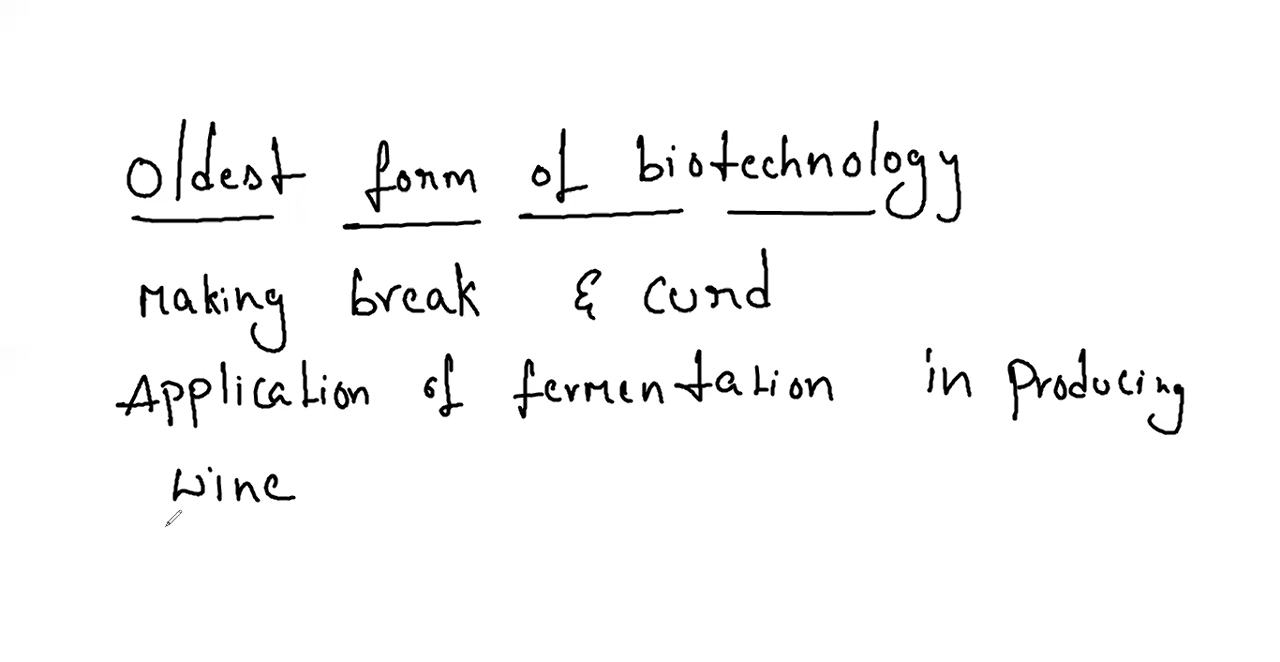 Oldest form of biotechnology
Making break & curd
Application of fermentation in producing
wine